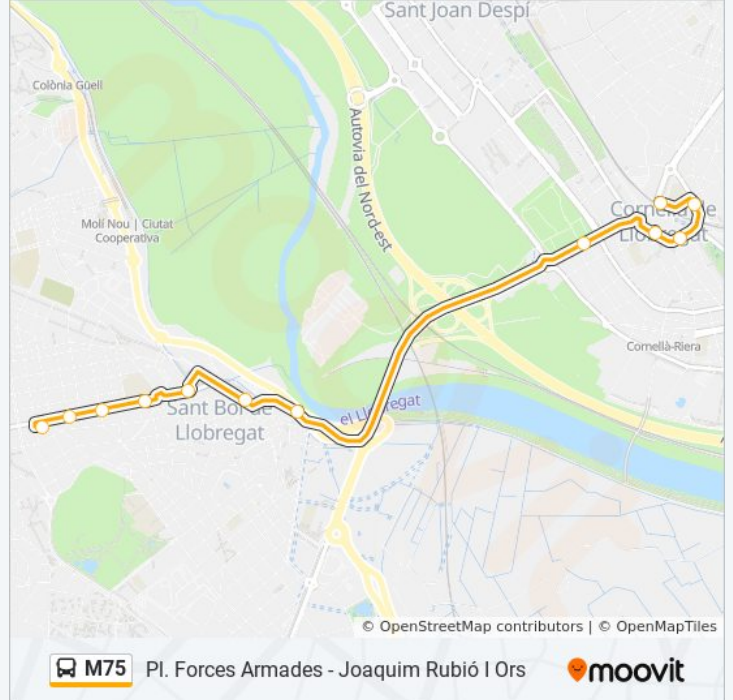 Sant Joan Despí
Colònia Güell
Autovia del Nord-est
Molí Nou | Ciutat
Cooperativa
Cornellà de
Llobregat
Cornellà-Riera
Sant Boi de
Llobregat
el Llobregat
© OpenStreetMap contributors | © OpenMapTiles
M75
Pl. Forces Armades - Joaquim Rubió I Ors
moovit